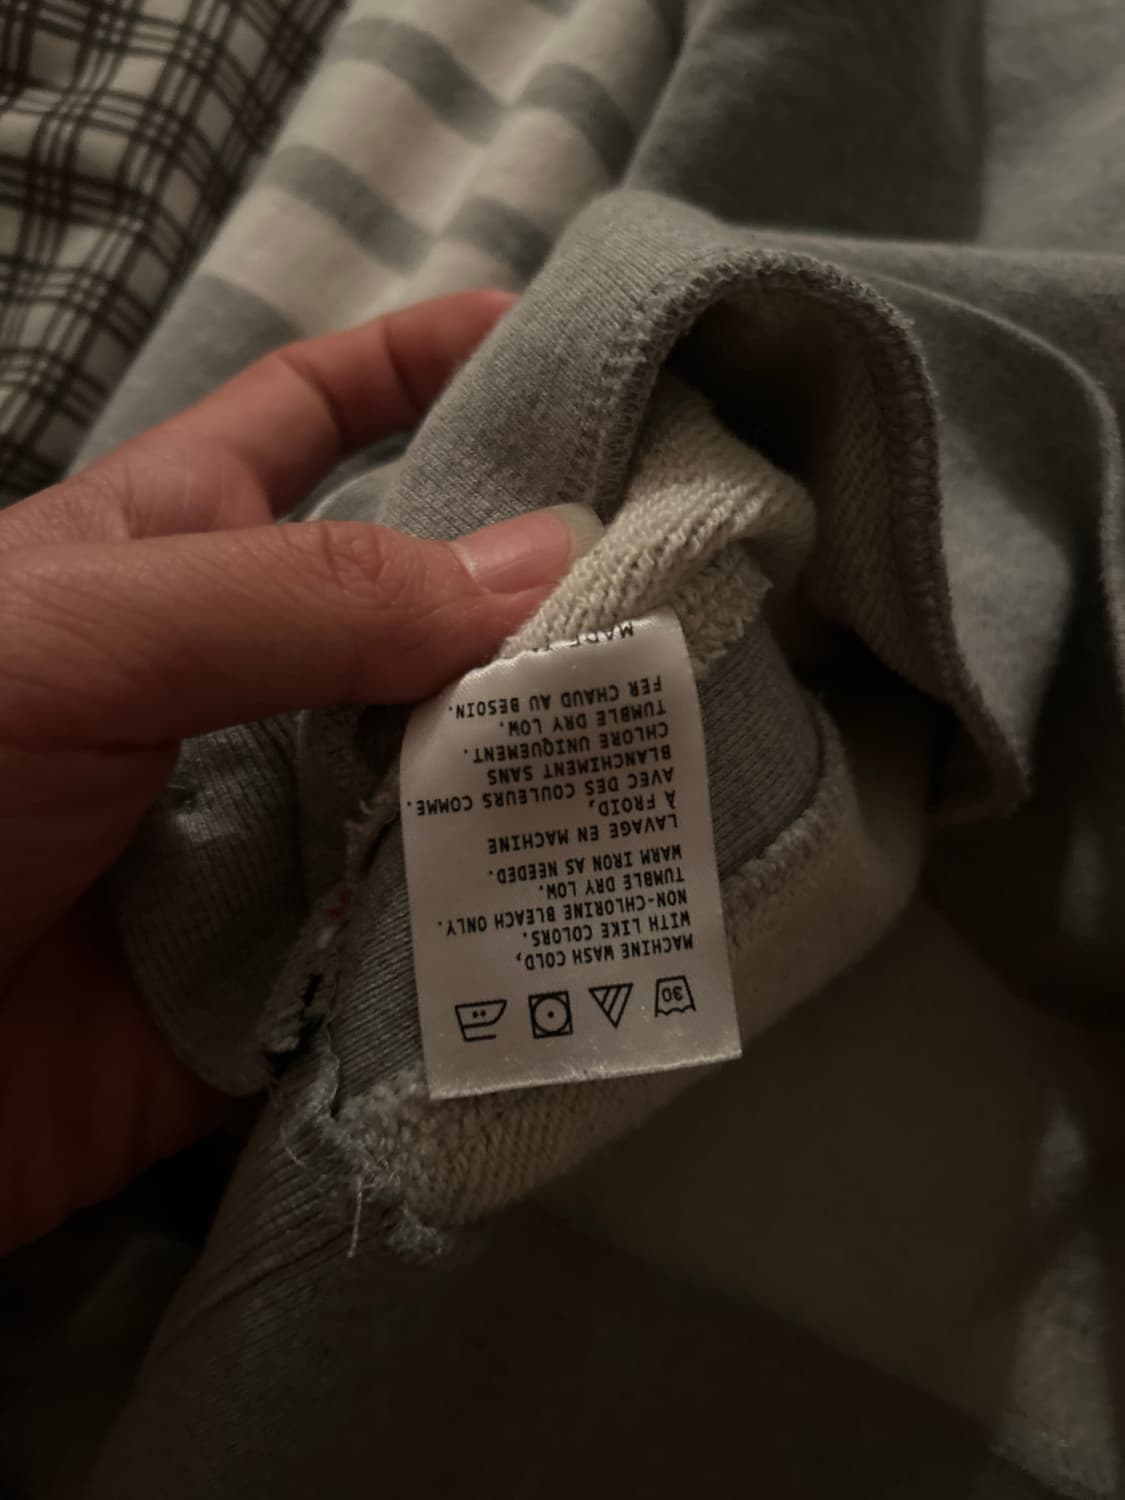 30
MACHINE WASH COLD,
WITH LIKE COLORS.
NON-CHLORINE BLEACH ONLY.
TUMBLE DRY LOW.
WARM IRON AS NEEDED.
LAVAGE EN MACHINE
À FROID,
AVEC DES COULEURS COMME.
BLANCHIMENT SANS
CHLORE UNIQUEMENT.
TUMBLE DRY LOW.
FER CHAUD AU BESOIN.
MADE